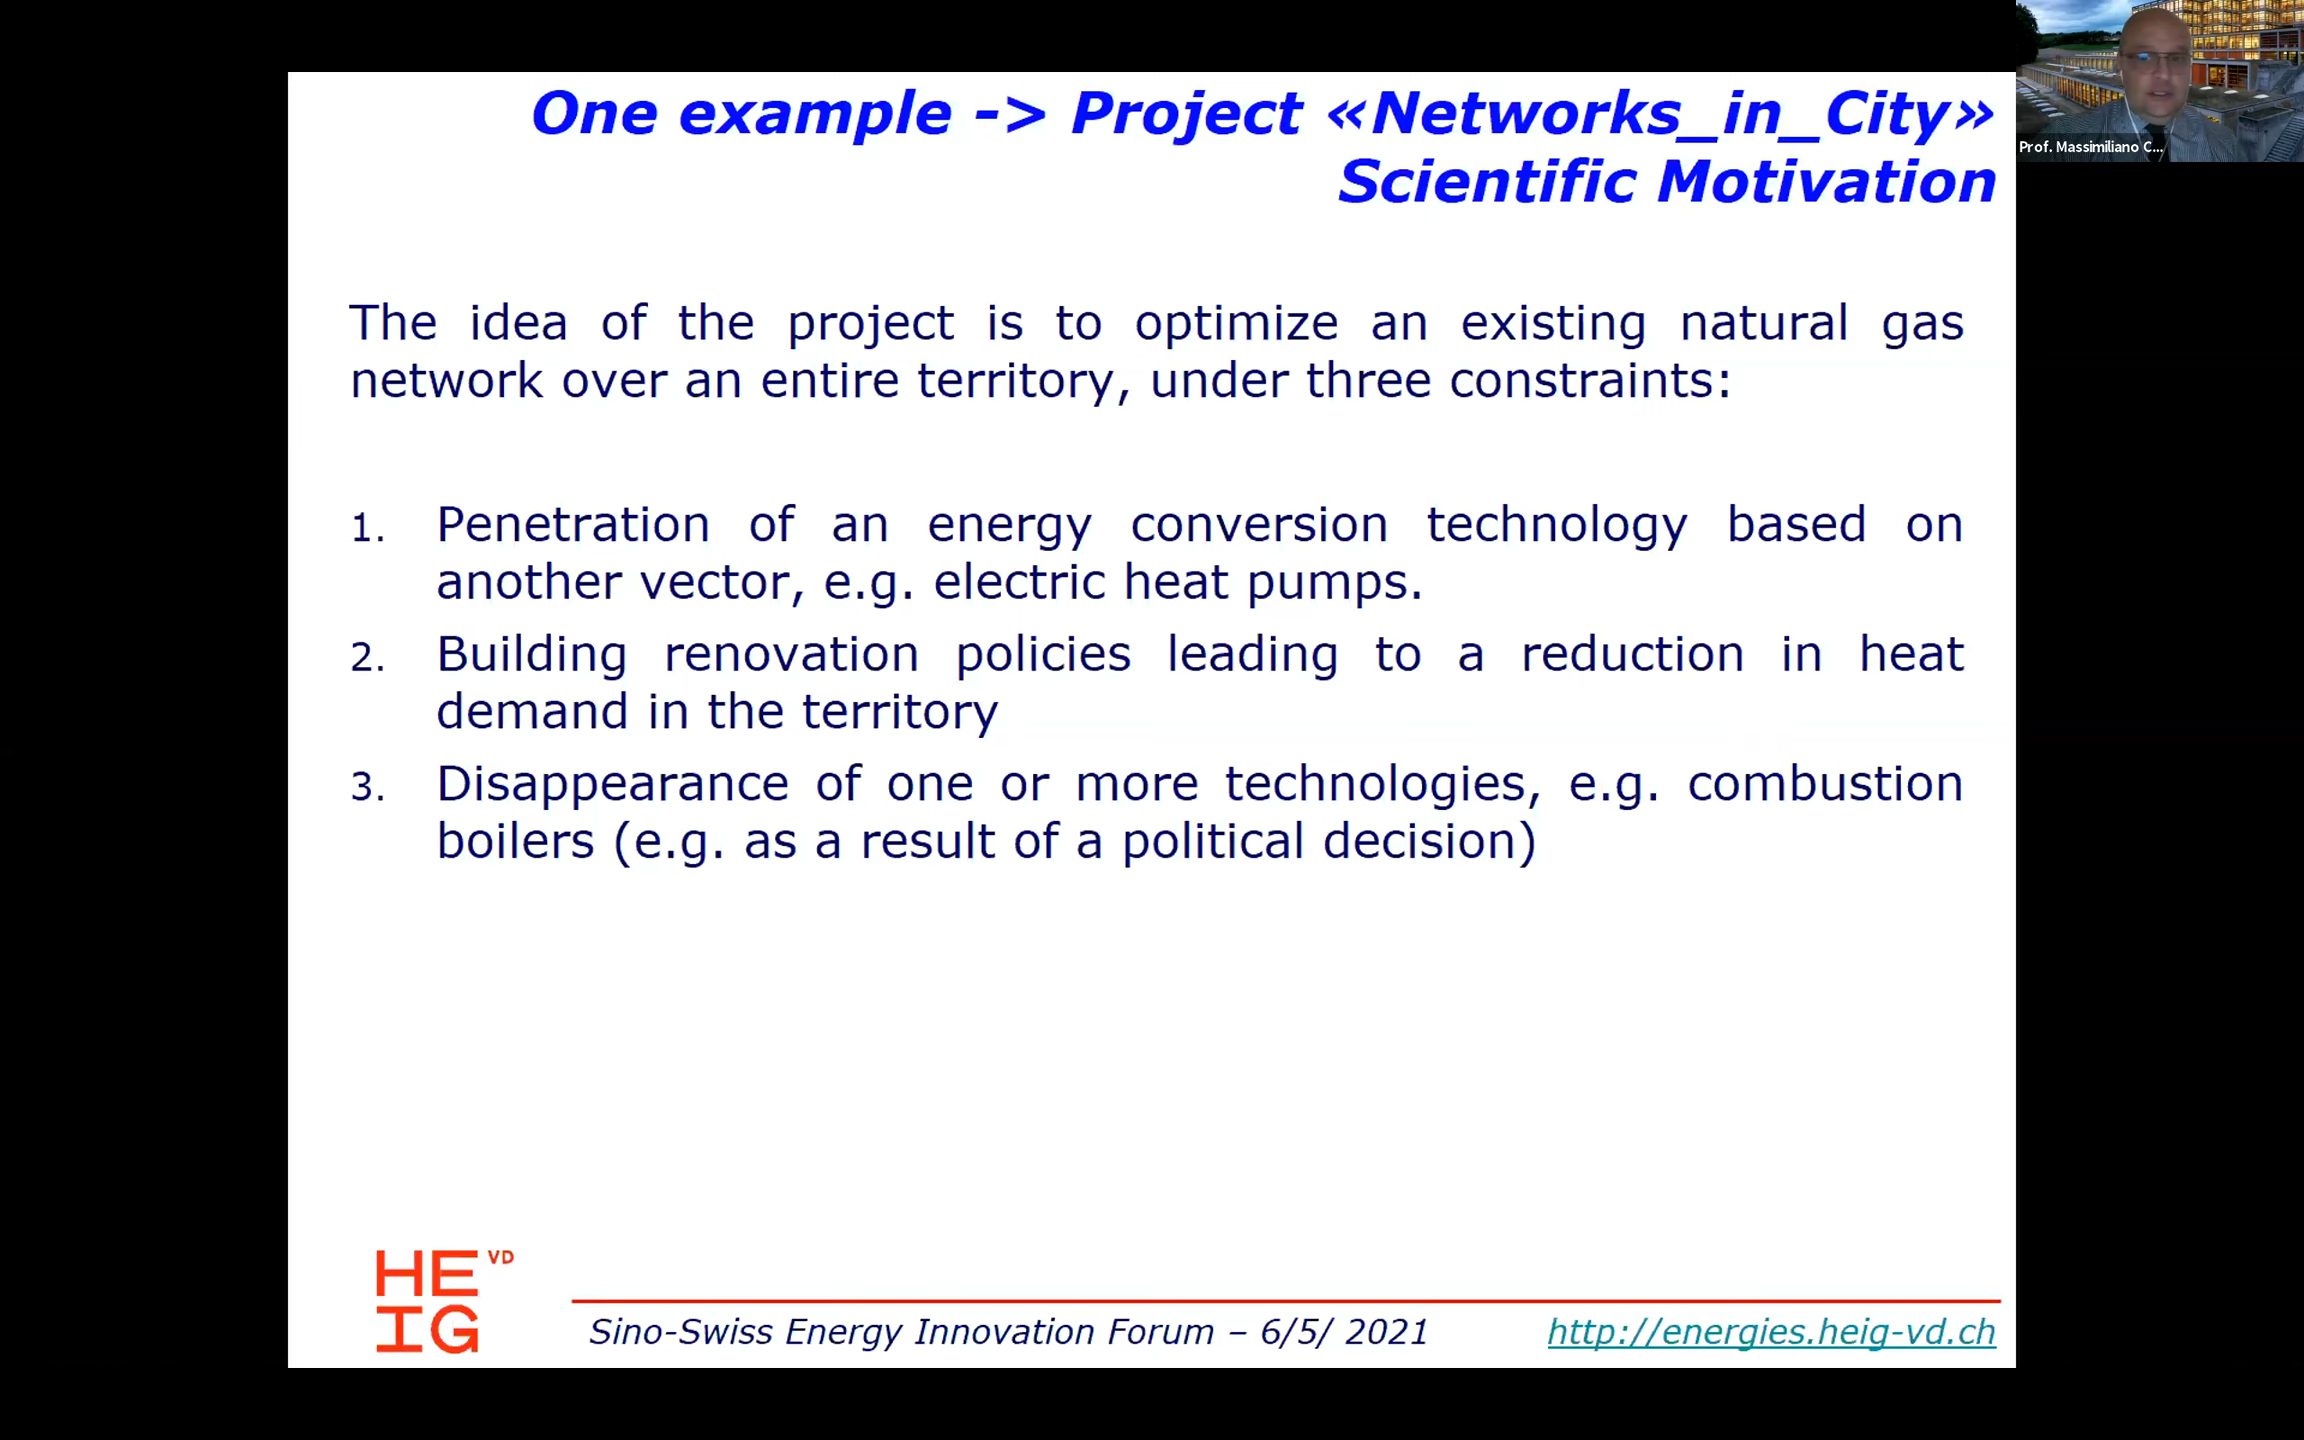 One example -> Project «Networks_in_City»
Scientific Motivation
Prof. Massimiliano C...
The idea of the project is to optimize an existing natural gas
network over an entire territory, under three constraints:
1. Penetration of an energy conversion technology based on
another vector, e.g. electric heat pumps.
2. Building renovation policies leading to a reduction in heat
demand in the territory
3. Disappearance of one or more technologies, e.g. combustion
boilers (e.g. as a result of a political decision)
HE VD
IG
Sino-Swiss Energy Innovation Forum – 6/5/ 2021 http://energies.heig-vd.ch